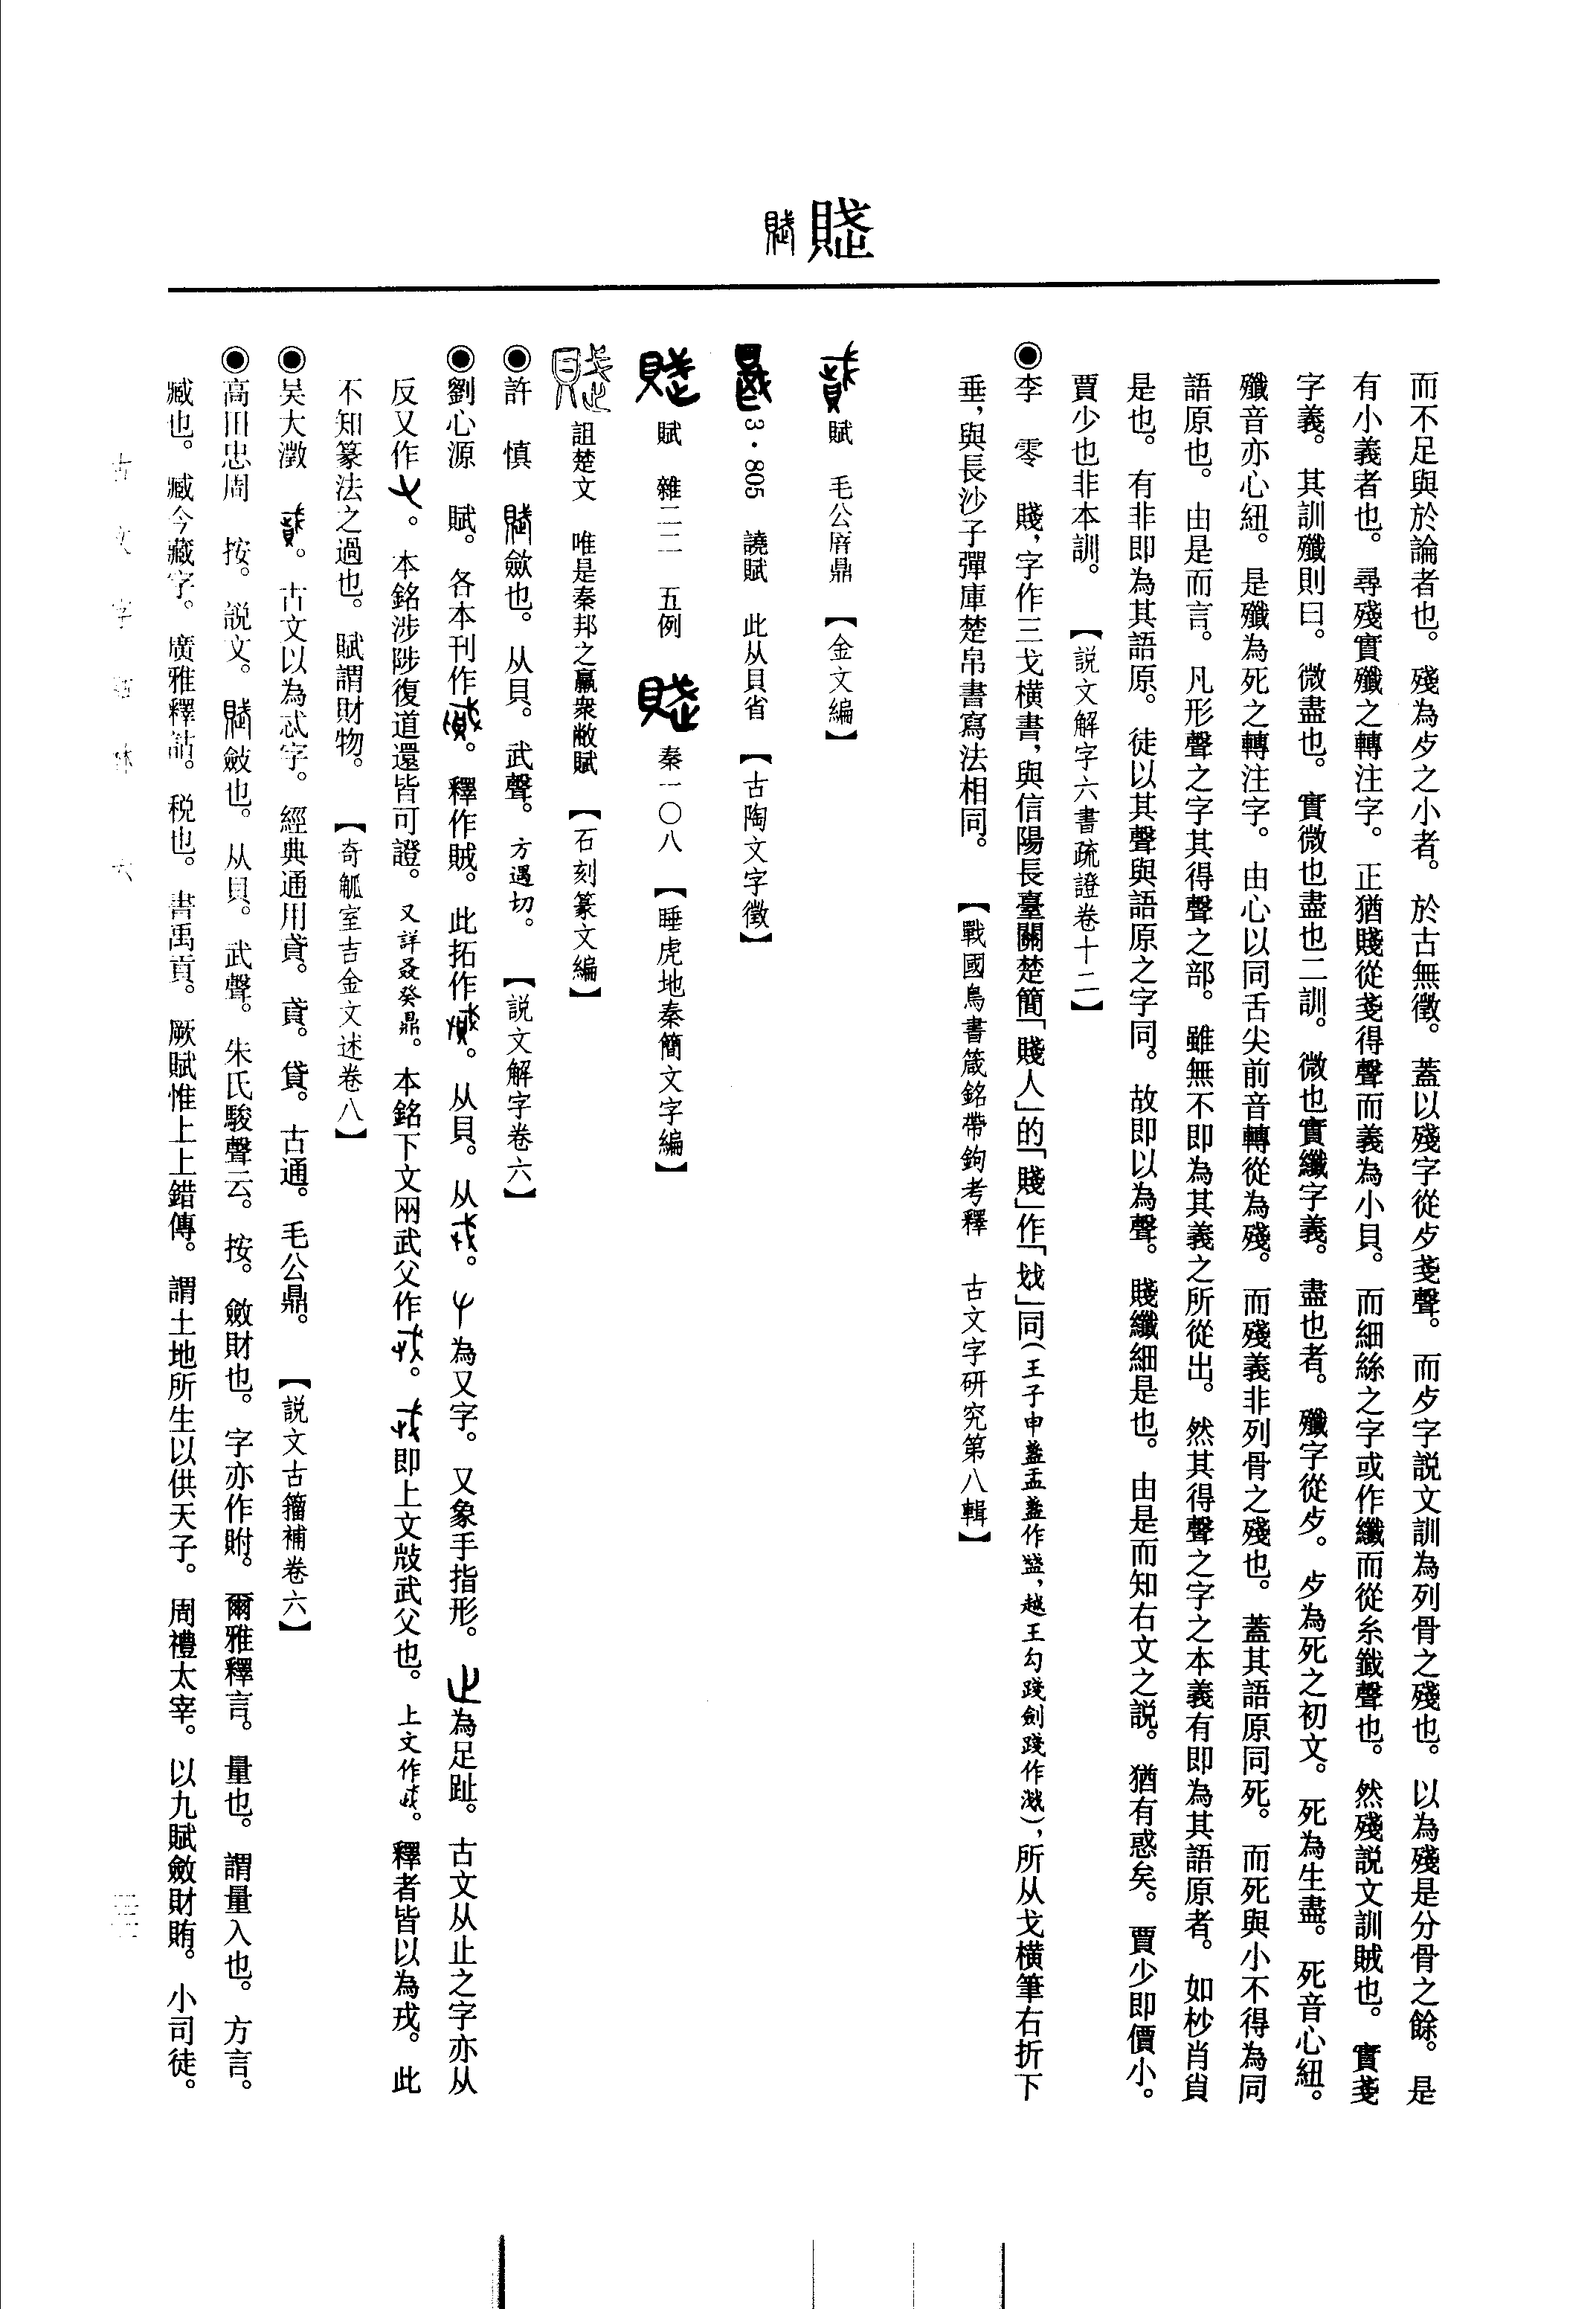 賦
而不足與於論者也。殘為歺之小者。於古無徵。蓋以殘字從歺戔聲。而歺字説文訓為列骨之殘也。以為殘是分骨之餘。是
有小義者也。尋殘實殲之轉注字。正猶賤從戔得聲而義為小貝。而細絲之字或作纖而從糸韱聲也。然殘説文訓賊也。實戔
字義。其訓殲則曰。微盡也。實微也盡也二訓。微也實纖字義。盡也者。殲字從歺。歺為死之初文。死為生盡。死音心紐。
殲音亦心紐。是殲為死之轉注字。由心以同舌尖前音轉從為殘。而殘義非列骨之殘也。蓋其語原同死。而死與小不得為同
語原也。由是而言。凡形聲之字其得聲之部。雖無不即為其義之所從出。然其得聲之字之本義有即為其語原者。如杪肖𧴪
是也。有非即為其語原。徒以其聲與語原之字同。故即以為聲。賤纖細是也。由是而知右文之説。猶有惑矣。賈少即價小。
賈少也非本訓。【説文解字六書疏證卷十二】
李　零　賤，字作三戈橫書，與信陽長臺關楚簡「賤人」的「賤」作「㦮」同（王子申盞盂盞作盞，越王勾踐劍踐作淺），所从戈橫筆右折下
垂，與長沙子彈庫楚帛書寫法相同。【戰國鳥書箴銘帶鉤考釋　古文字研究第八輯】
賦　毛公𢉩鼎　【金文編】
3·805　譊賦　此从貝省　【古陶文字徵】
賦　雜二二　五例　秦一〇八　【睡虎地秦簡文字編】
詛楚文　唯是秦邦之羸衆敝賦　【石刻篆文編】
許　慎　斂也。从貝。武聲。方遇切。【説文解字卷六】
劉心源　賦。各本刊作。釋作賊。此拓作。从貝。从。為又字。又象手指形。為足趾。古文从止之字亦从
反又作。本銘涉陟復道還皆可證。又詳叒癸鼎。本銘下文兩武父作。即上文㪚武父也。上文作。釋者皆以為戎。此
不知篆法之過也。賦謂財物。【奇觚室吉金文述卷八】
吴大澂　。古文以為忒字。經典通用貣。貣。貸。古通。毛公鼎。【説文古籀補卷六】
高田忠周　按。説文。斂也。从貝。武聲。朱氏駿聲云。按。斂財也。字亦作䝵。爾雅釋言。量也。謂量入也。方言。
臧也。臧今藏字。廣雅釋詁。税也。書禹貢。厥賦惟上上錯傳。謂土地所生以供天子。周禮太宰。以九賦斂財賄。小司徒。
古文字詁林　六